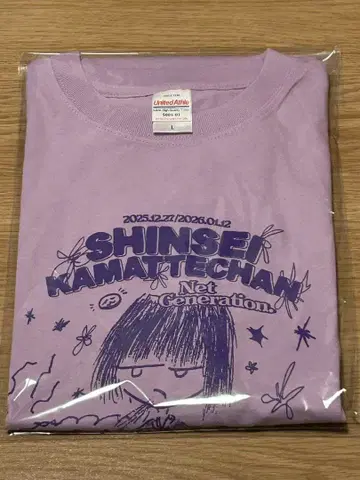 United Athle
L
2025.12.27/2026.01.12
SHINSEI
KAMATTECHAN
Net
Generation.